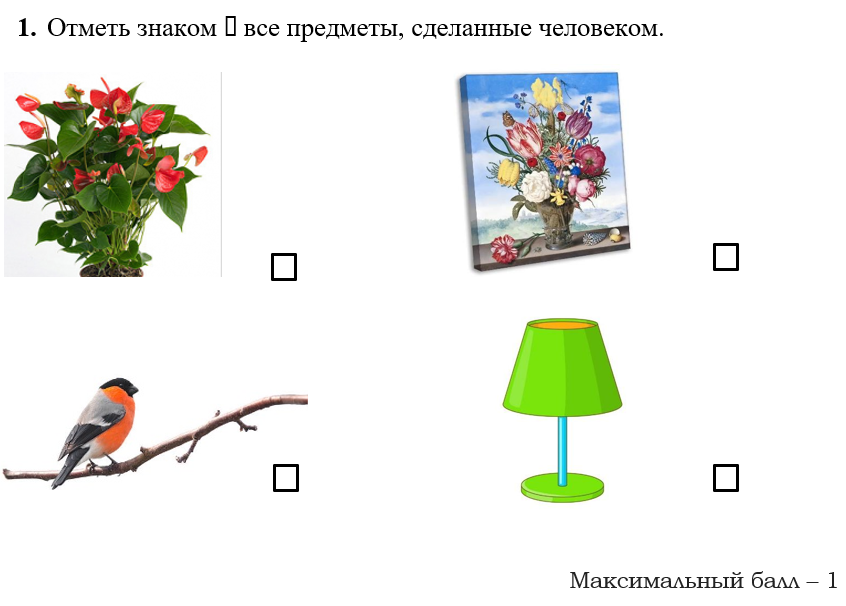 1. Отметь знаком ▯ все предметы, сделанные человеком.
Максимальный балл – 1